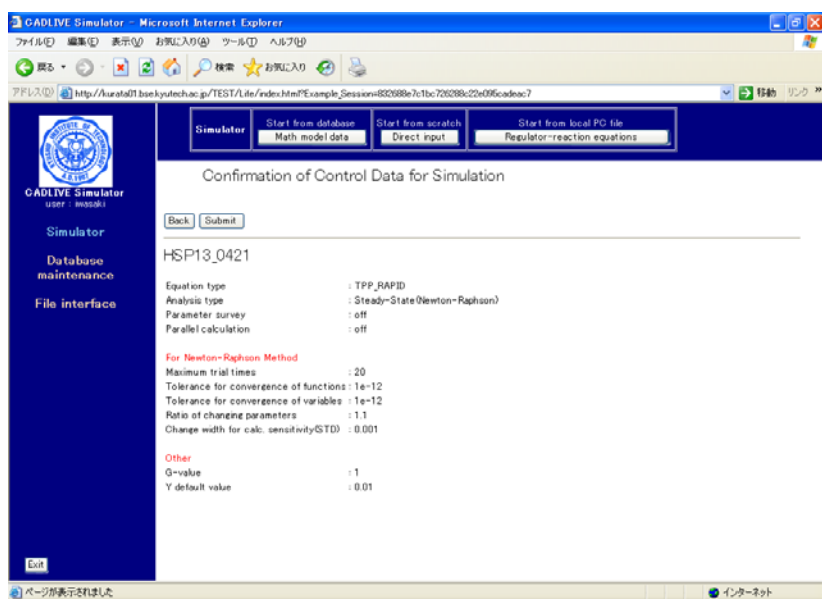 CADLIVE Simulator - Microsoft Internet Explorer
ファイル(F) 編集(E) 表示(V) お気に入り(A) ツール(T) ヘルプ(H)
戻る 検索 お気に入り
アドレス(D) http://kurata01.bse.kyutech.ac.jp/TEST/Life/index.html?Example_Session=832688e7c1bc726288c22e095cadeac7 移動 リンク »
Simulator
Start from database
Math model data
Start from scratch
Direct input
Start from local PC file
Regulator-reaction equations
CADLIVE Simulator
user : iwasaki
Simulator
Database
maintenance
File interface
Exit
Confirmation of Control Data for Simulation
Back Submit
HSP13_0421
Equation type : TPP_RAPID
Analysis type : Steady-State(Newton-Raphson)
Parameter survey : off
Parallel calculation : off
For Newton-Raphson Method
Maximum trial times : 20
Tolerance for convergence of functions : 1e-12
Tolerance for convergence of variables : 1e-12
Ratio of changing parameters : 1.1
Change width for calc. sensitivity(STD) : 0.001
Other
G-value : 1
Y default value : 0.01
ページが表示されました インターネット